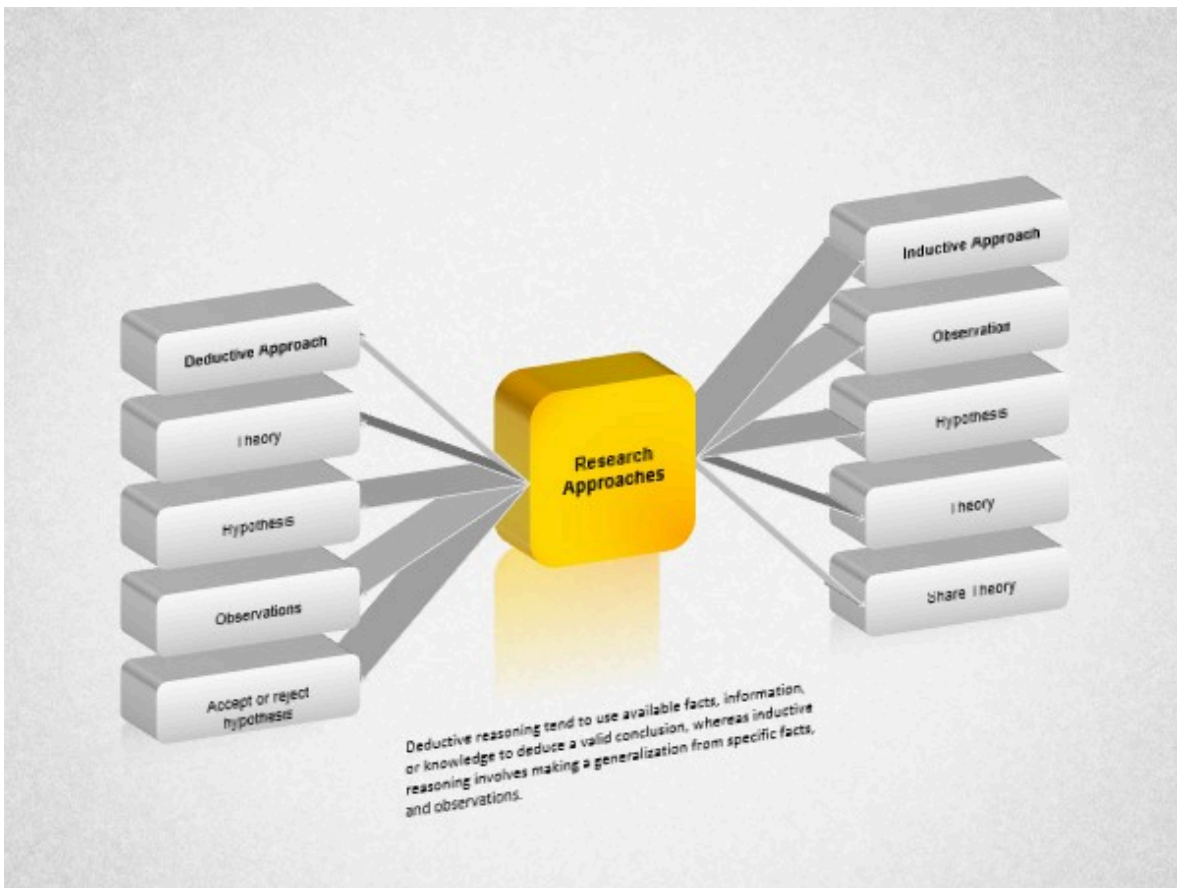 Deductive Approach
Theory
Hypothesis
Observations
Accept or reject
hypothesis
Research
Approaches
Inductive Approach
Observation
Hypothesis
Theory
Share Theory
Deductive reasoning tend to use available facts, information,
or knowledge to deduce a valid conclusion, whereas inductive
reasoning involves making a generalization from specific facts,
and observations.